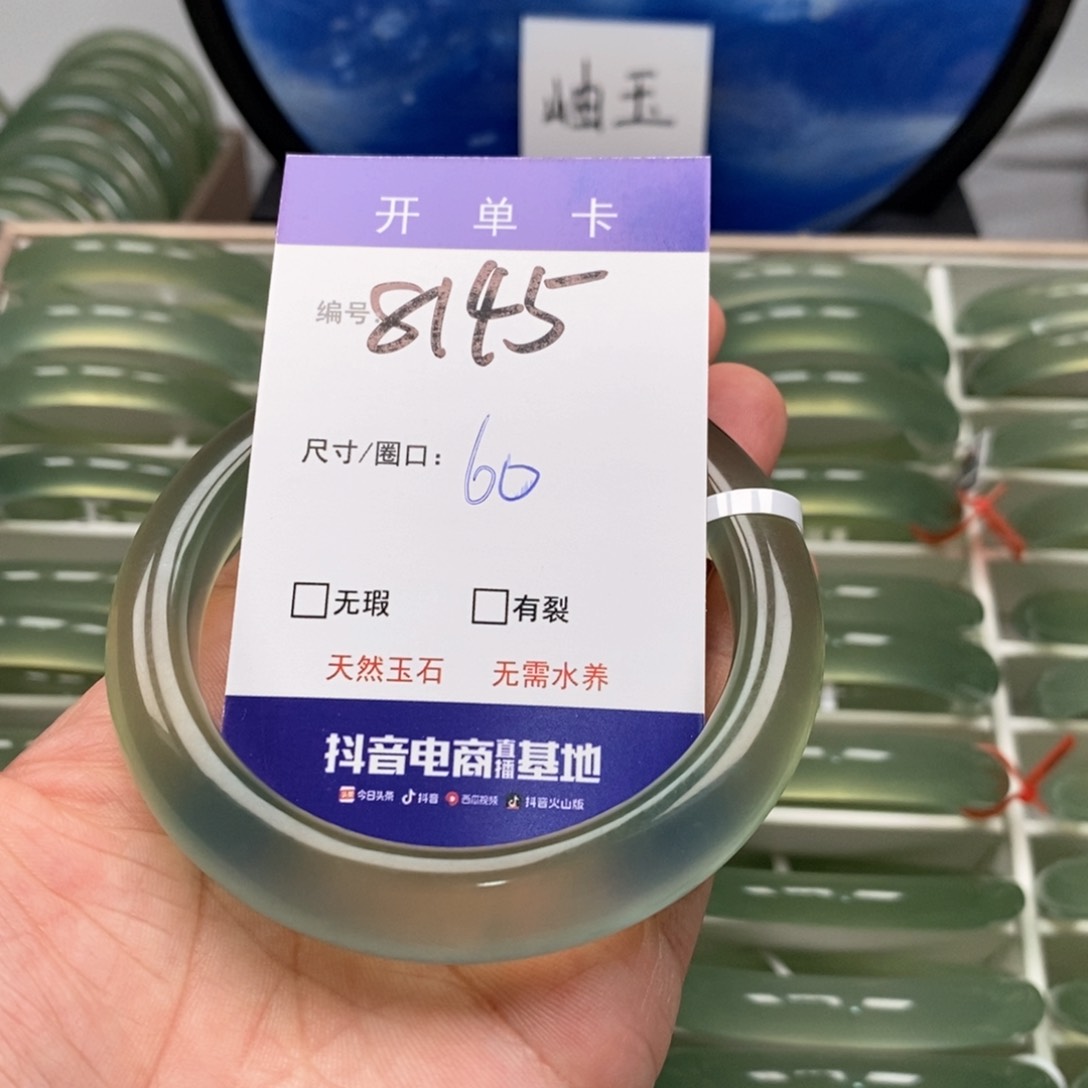 岫玉
开单卡
编号:8145
尺寸/圈口：60
□无瑕 □有裂
天然玉石 无需水养
抖音电商直播基地
今日头条 抖音 西瓜视频 抖音火山版